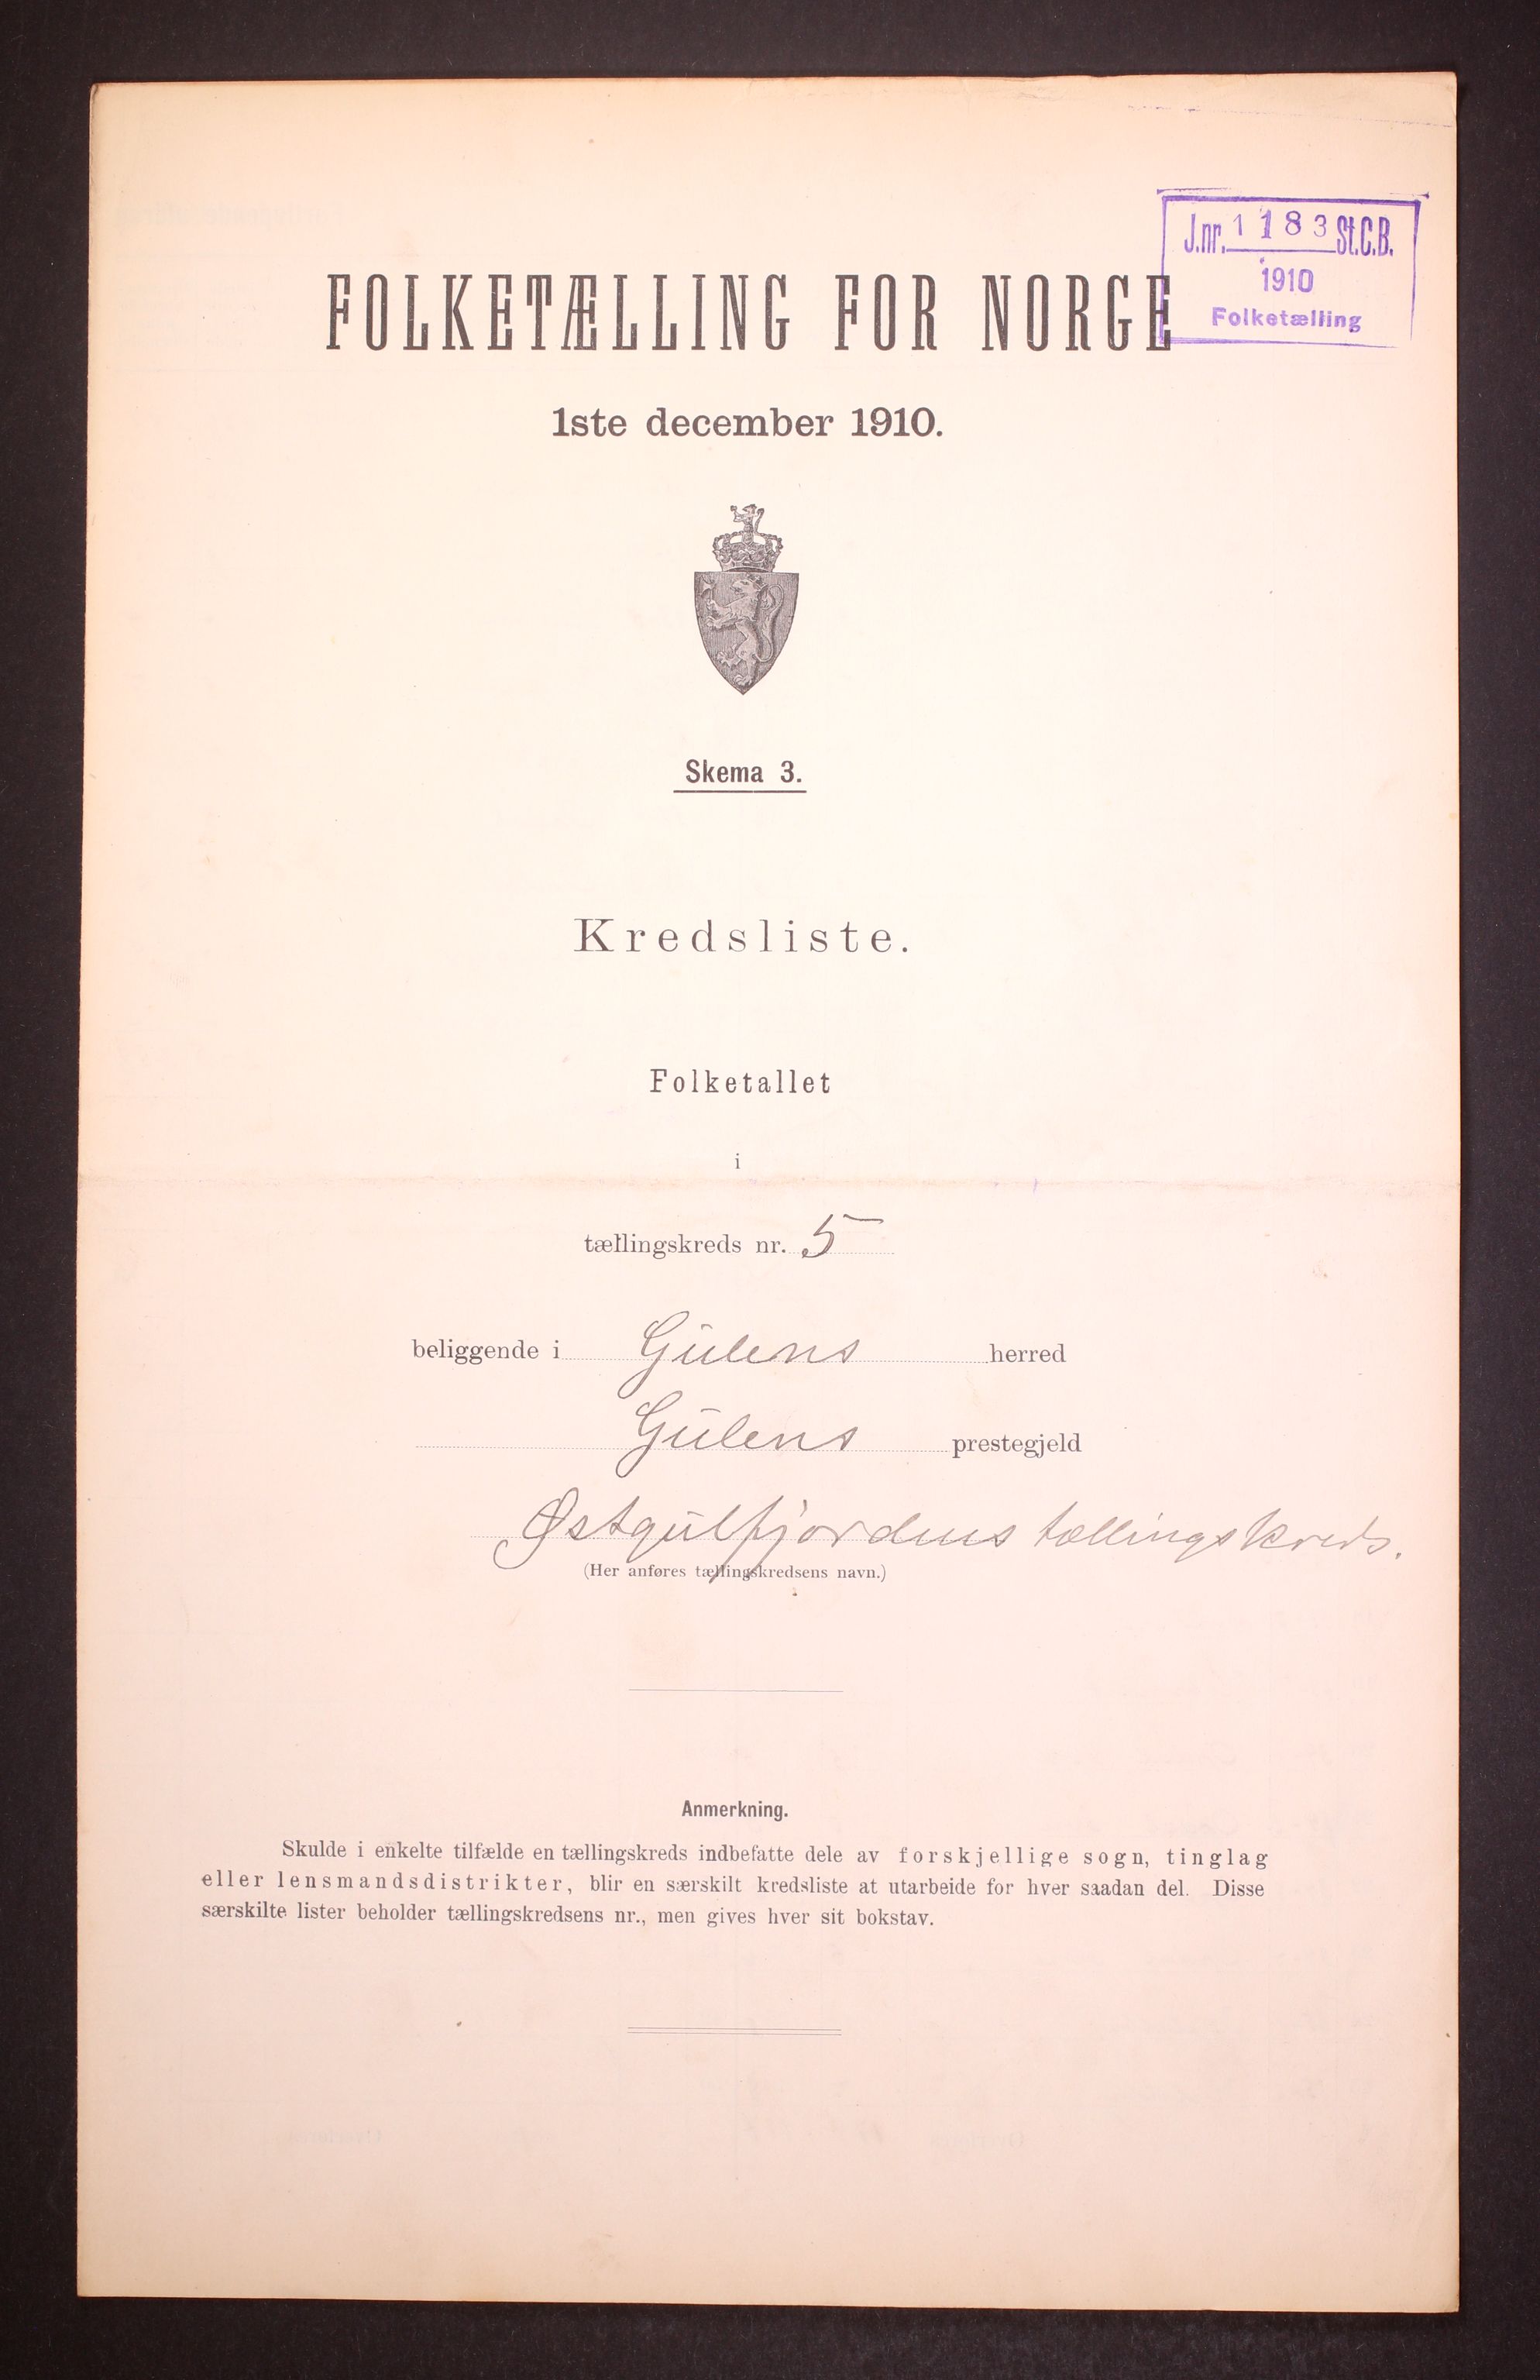 J.nr. 1183 St.C.B.
1910
Folketælling
FOLKETÆLLING FOR NORGE
1ste december 1910.
Skema 3.
Kredsliste.
Folketallet
i
tællingskreds nr. 5
beliggende i Gulens herred
Gulens prestegjeld
Østgulfjordens tællingskreds.
(Her anføres tællingskredsens navn.)
Anmerkning.
Skulde i enkelte tilfælde en tællingskreds indbefatte dele av forskjellige sogn, tinglag
eller lensmandsdistrikter, blir en særskilt kredsliste at utarbeide for hver saadan del. Disse
særskilte lister beholder tællingskredsens nr., men gives hver sit bokstav.